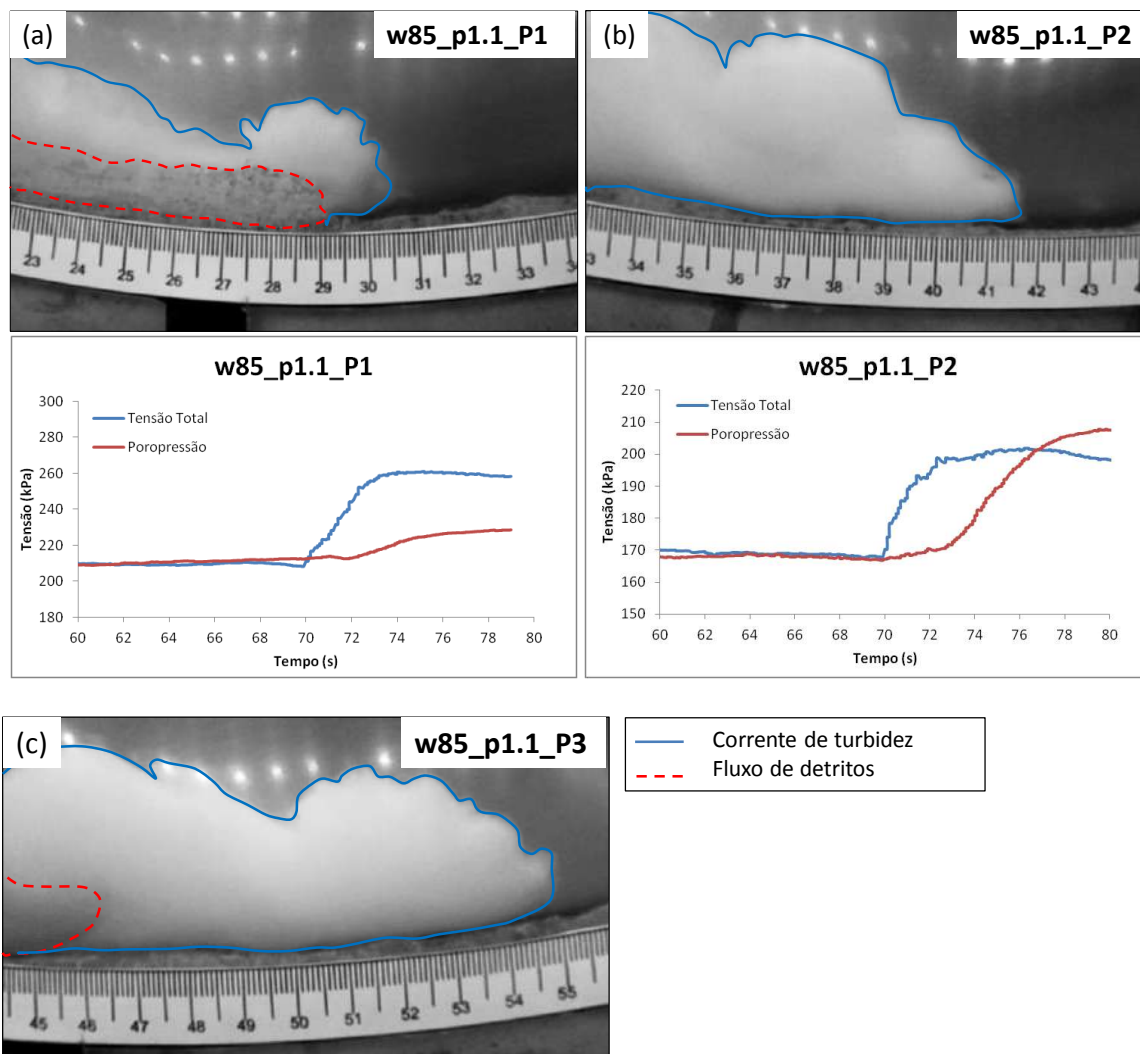 (a) w85_p1.1_P1
23 24 25 26 27 28 29 30 31 32 33
(b) w85_p1.1_P2
34 35 36 37 38 39 40 41 42 43
w85_p1.1_P1
300
280
260
240
220
200
180
Tensão (kPa)
Tensão Total
Poropressão
60 62 64 66 68 70 72 74 76 78 80
Tempo (s)
w85_p1.1_P2
220
210
200
190
180
170
160
150
Tensão (kPa)
Tensão Total
Poropressão
60 62 64 66 68 70 72 74 76 78 80
Tempo (s)
(c) w85_p1.1_P3
45 46 47 48 49 50 51 52 53 54 55
Corrente de turbidez
Fluxo de detritos